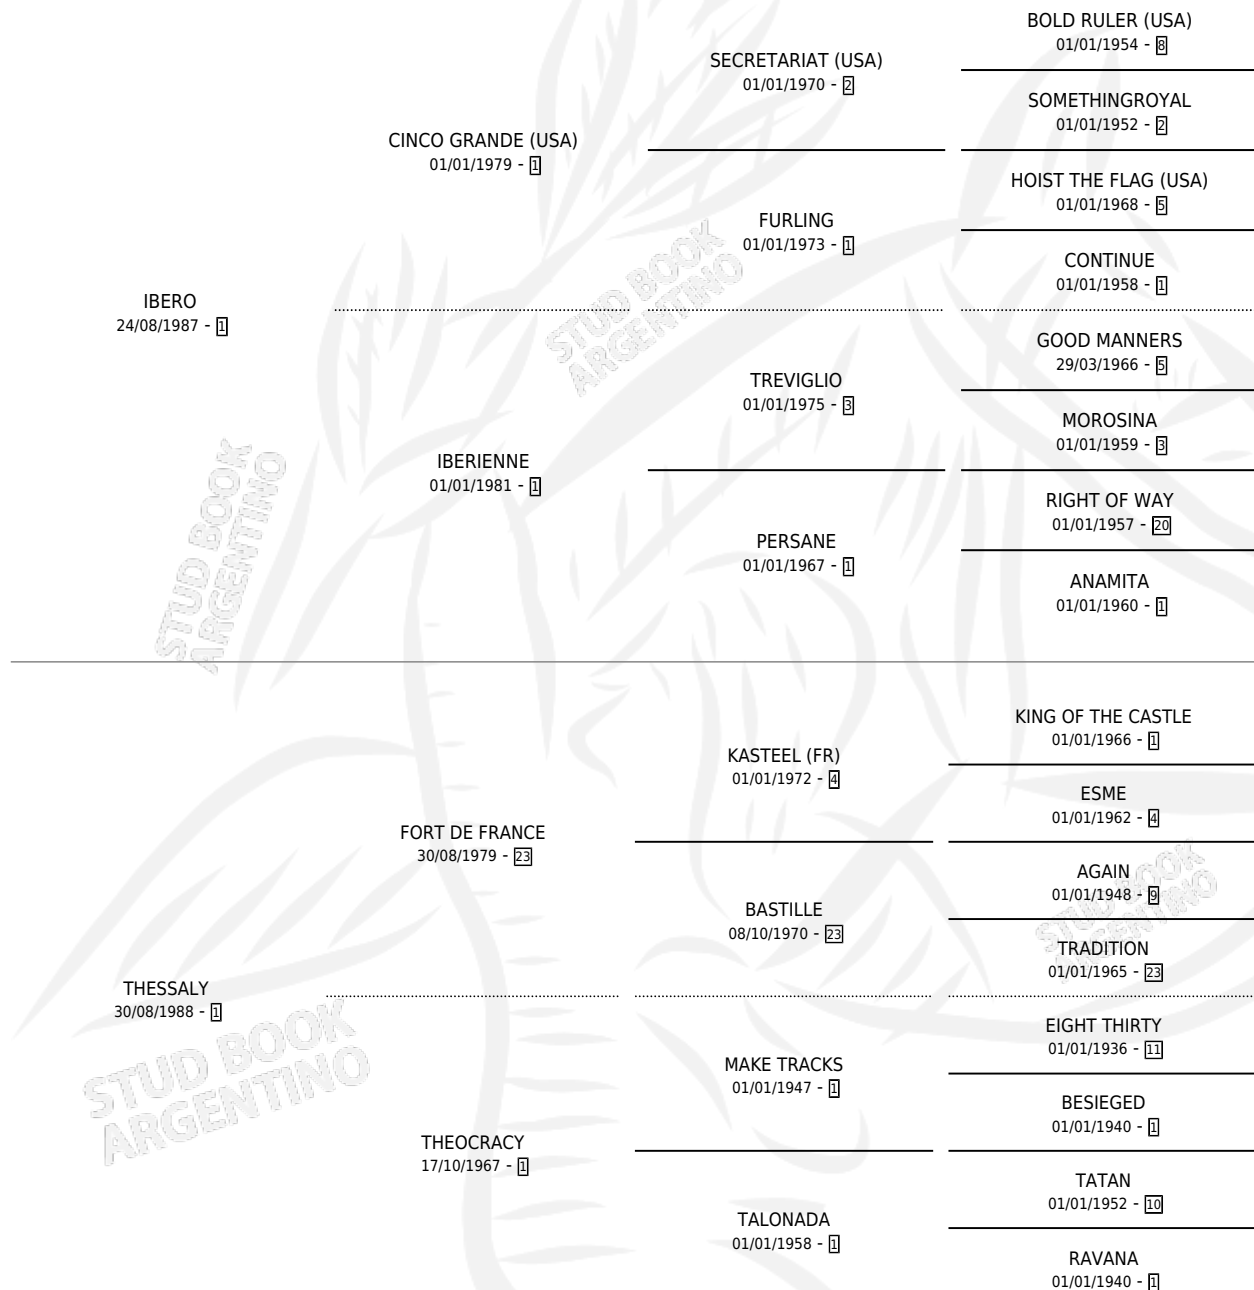 BOLD RULER (USA)
01/01/1954 - 8
SECRETARIAT (USA)
01/01/1970 - 2
SOMETHINGROYAL
01/01/1952 - 2
CINCO GRANDE (USA)
01/01/1979 - 1
HOIST THE FLAG (USA)
01/01/1968 - 5
FURLING
01/01/1973 - 1
CONTINUE
01/01/1958 - 1
IBERO
24/08/1987 - 1
GOOD MANNERS
29/03/1966 - 5
TREVIGLIO
01/01/1975 - 3
MOROSINA
01/01/1959 - 3
IBERIENNE
01/01/1981 - 1
RIGHT OF WAY
01/01/1957 - 20
PERSANE
01/01/1967 - 1
ANAMITA
01/01/1960 - 1
STUD BOOK
ARGENTINO
STUD BOOK
ARGENTINO
KING OF THE CASTLE
01/01/1966 - 1
KASTEEL (FR)
01/01/1972 - 4
ESME
01/01/1962 - 4
FORT DE FRANCE
30/08/1979 - 23
AGAIN
01/01/1948 - 9
BASTILLE
08/10/1970 - 23
TRADITION
01/01/1965 - 23
THESSALY
30/08/1988 - 1
EIGHT THIRTY
01/01/1936 - 11
MAKE TRACKS
01/01/1947 - 1
BESIEGED
01/01/1940 - 1
THEOCRACY
17/10/1967 - 1
TATAN
01/01/1952 - 10
TALONADA
01/01/1958 - 1
RAVANA
01/01/1940 - 1
STUD BOOK
ARGENTINO
STUD BOOK
ARGENTINO